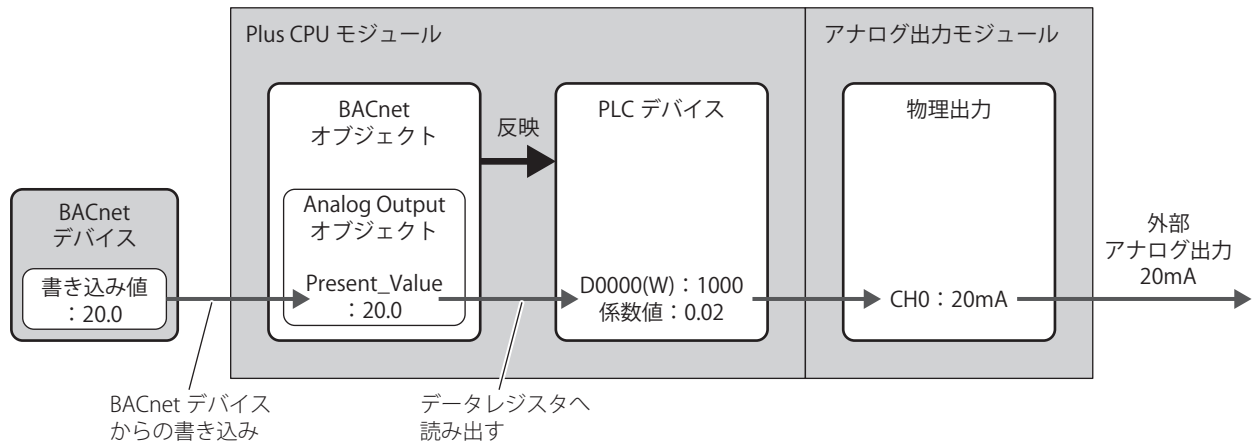 Plus CPU モジュール
アナログ出力モジュール
BACnet
オブジェクト
反映
PLC デバイス
物理出力
BACnet
デバイス
Analog Output
オブジェクト
外部
アナログ出力
20mA
書き込み値
：20.0
Present_Value
：20.0
D0000(W)：1000
係数値：0.02
CH0：20mA
BACnet デバイス
からの書き込み
データレジスタへ
読み出す